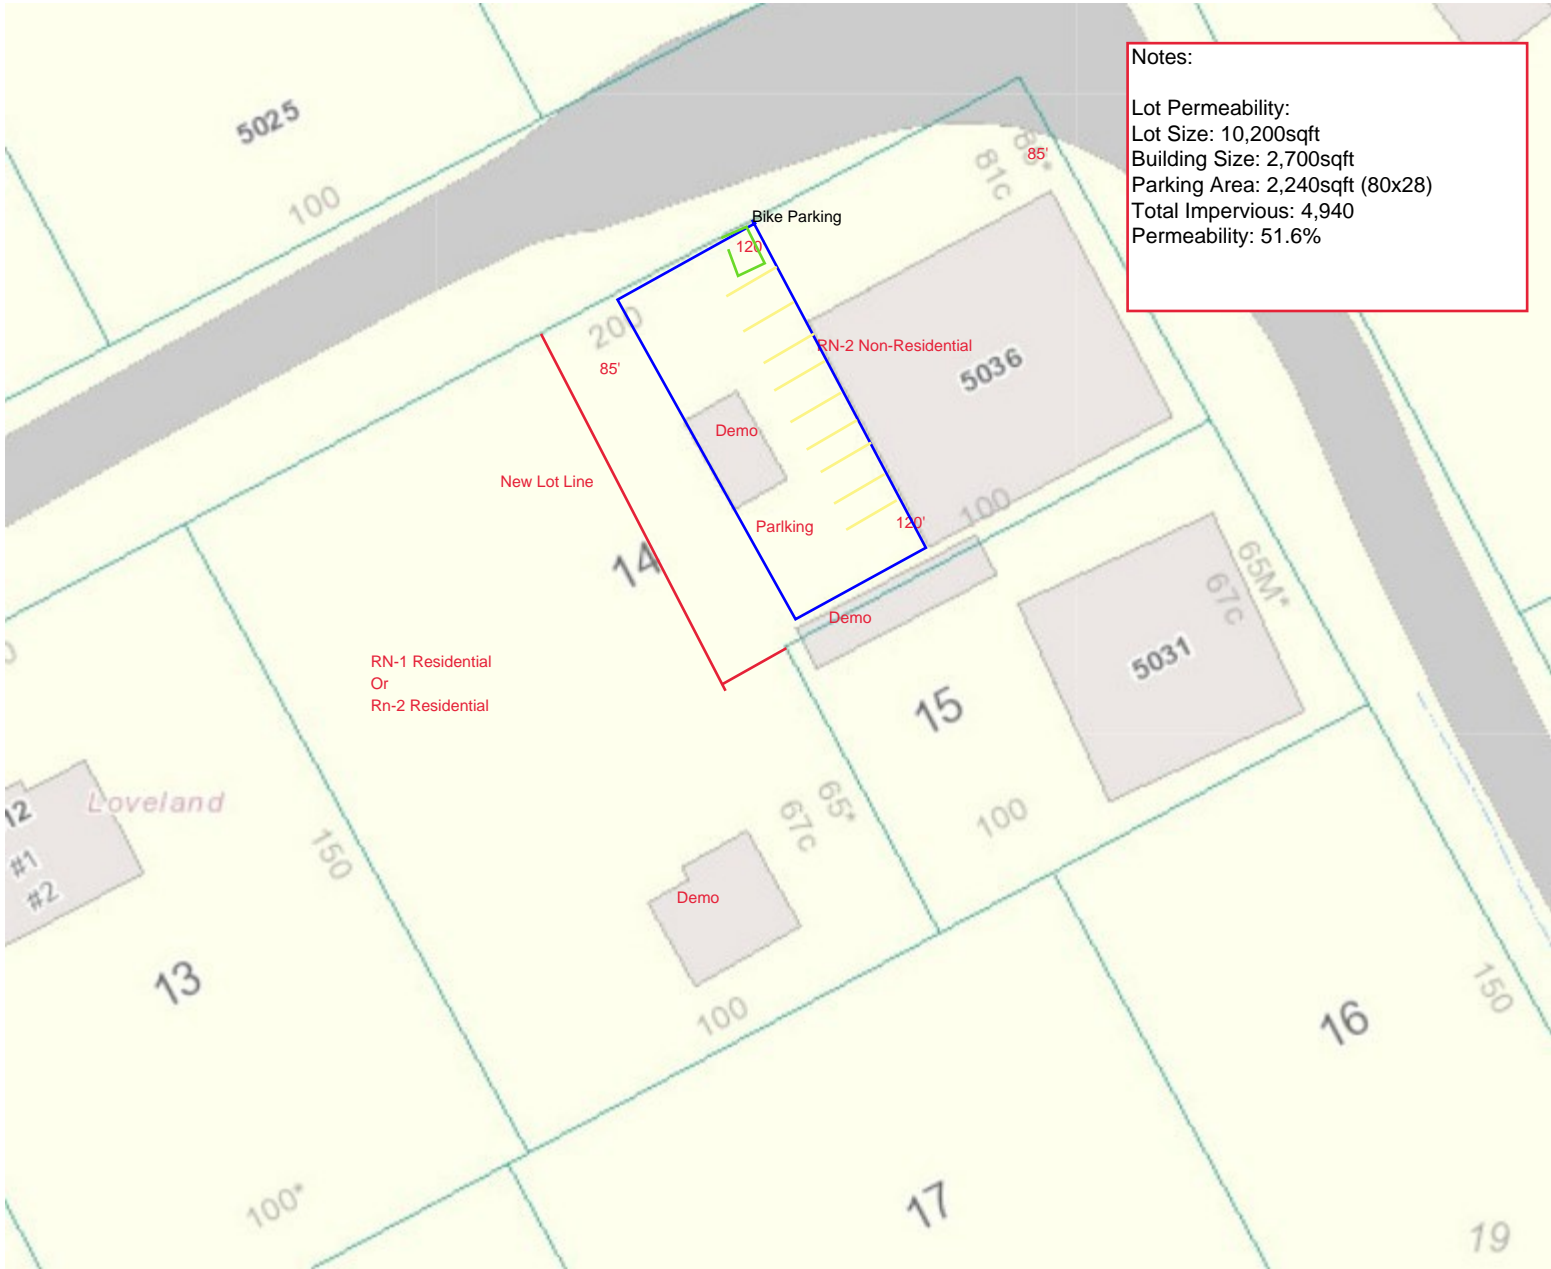 Notes:
Lot Permeability:
Lot Size: 10,200sqft
Building Size: 2,700sqft
Parking Area: 2,240sqft (80x28)
Total Impervious: 4,940
Permeability: 51.6%
5025
100
85'
81c
Bike Parking
120
200
85'
RN-2 Non-Residential
5036
Demo
New Lot Line
Parlking
120'
100
14
Demo
65M*
67c
5031
RN-1 Residential
Or
Rn-2 Residential
15
Loveland
12
#1
#2
150
65*
67c
100
Demo
13
100
16
150
100*
17
19